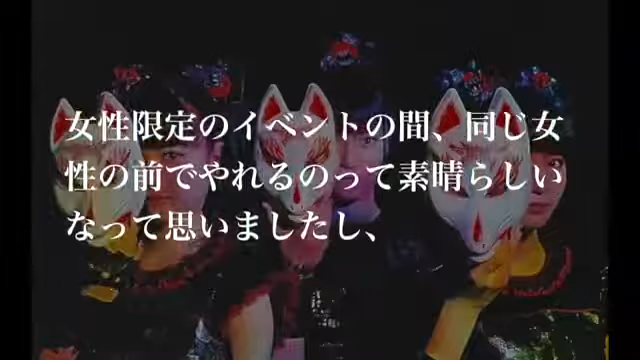 女性限定のイベントの間、同じ女
性の前でやれるのって素晴らしい
なって思いましたし、